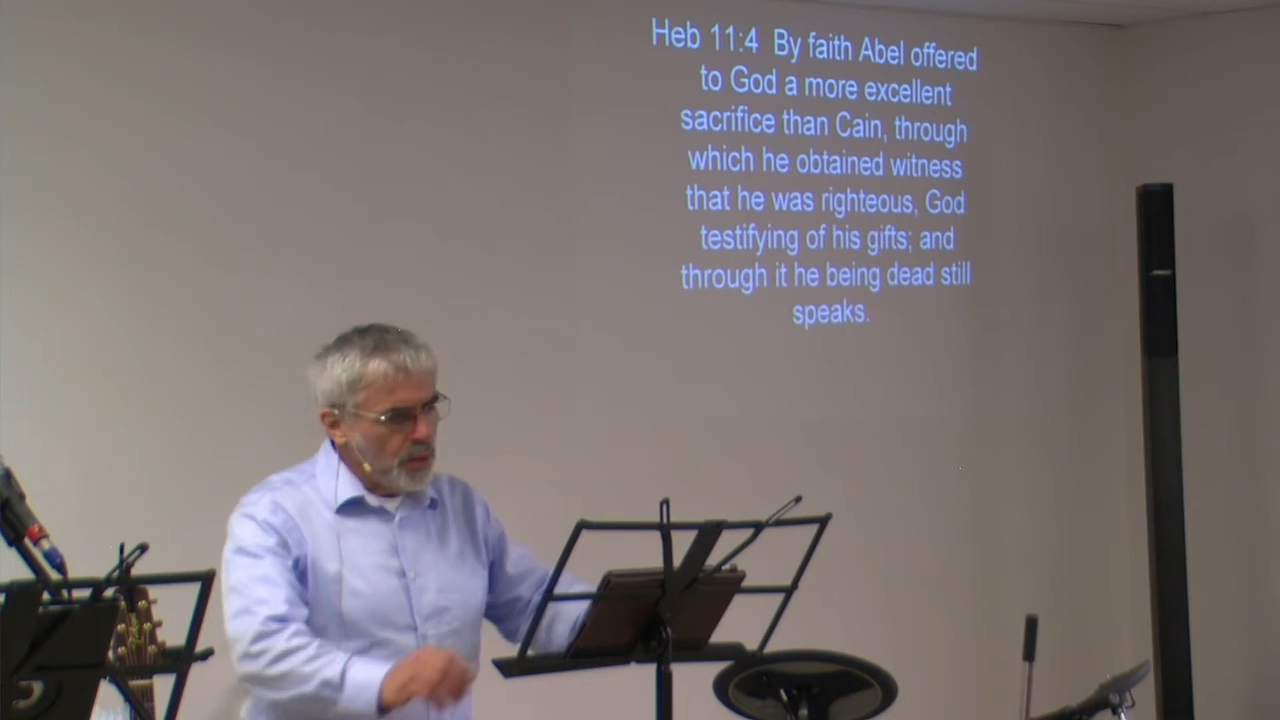 Heb 11:4 By faith Abel offered
to God a more excellent
sacrifice than Cain, through
which he obtained witness
that he was righteous, God
testifying of his gifts; and
through it he being dead still
speaks.